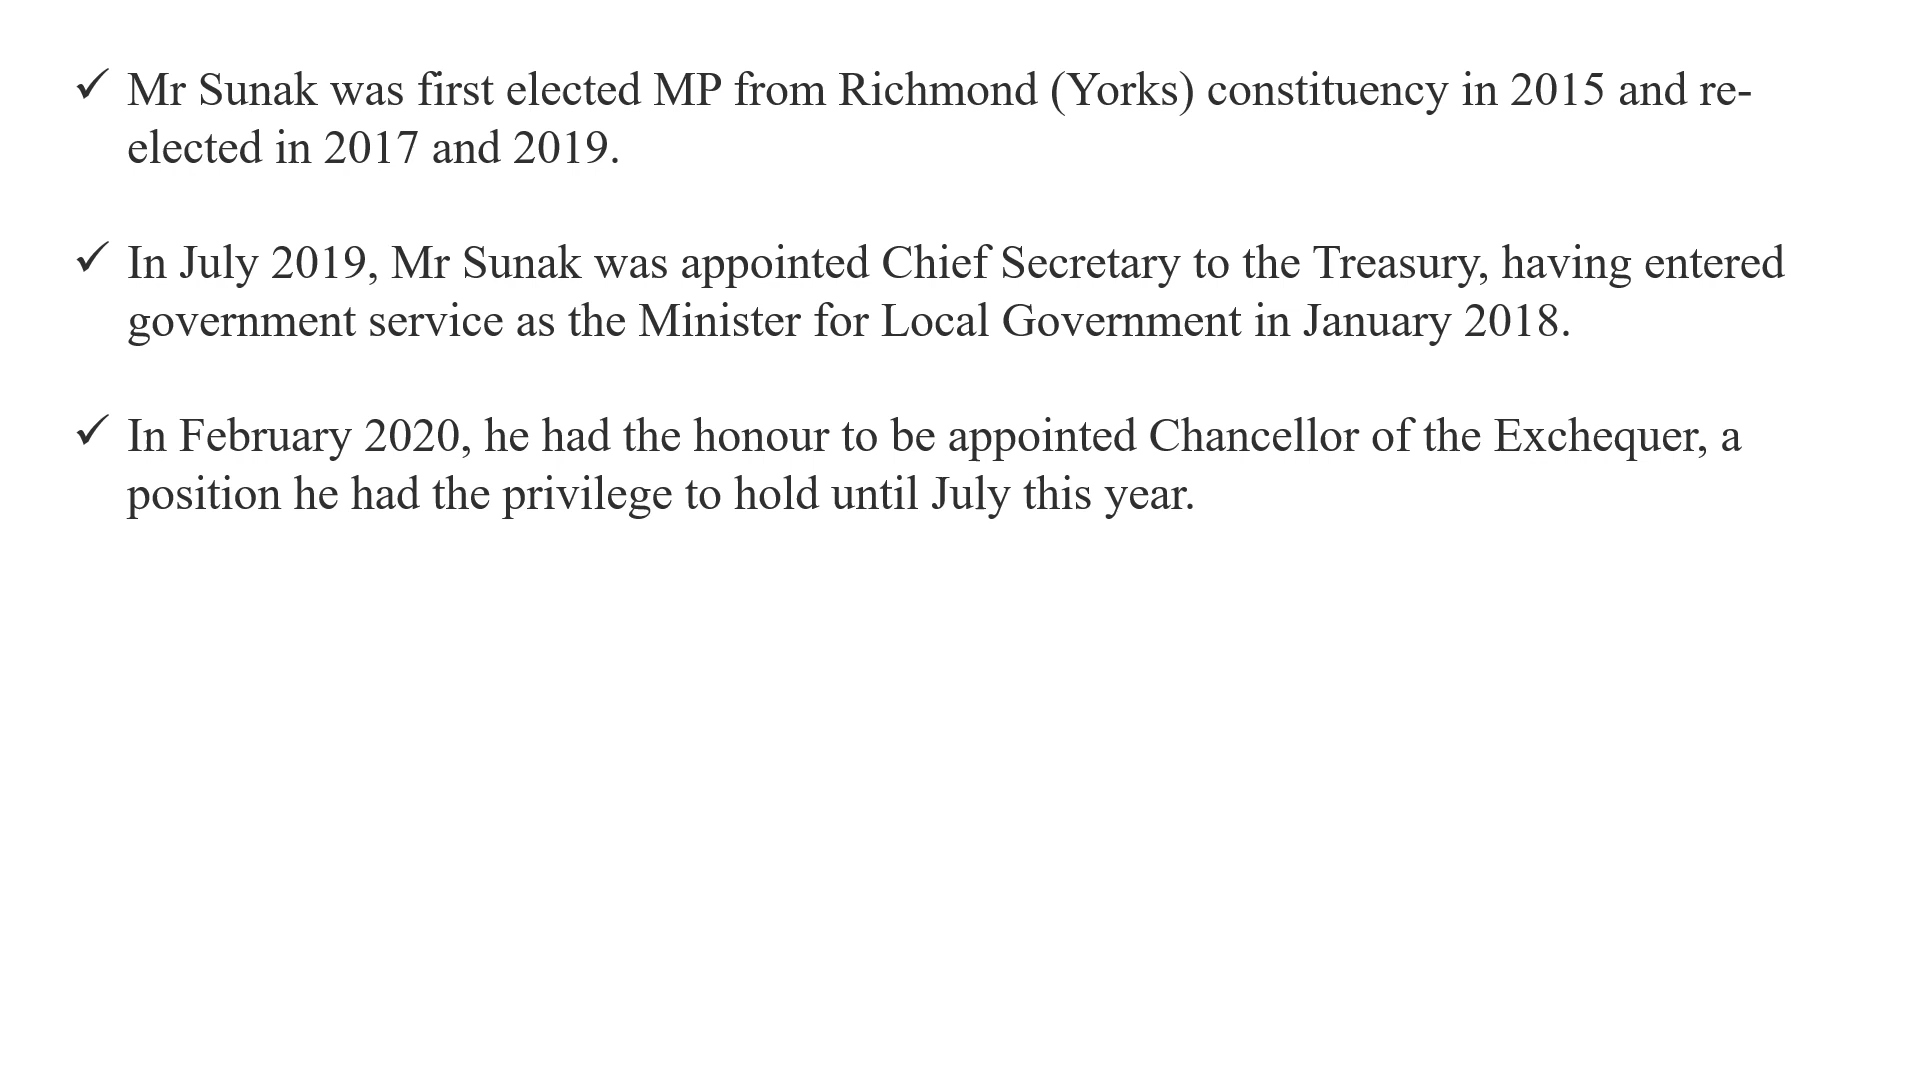 ✓ Mr Sunak was first elected MP from Richmond (Yorks) constituency in 2015 and re-
elected in 2017 and 2019.
✓ In July 2019, Mr Sunak was appointed Chief Secretary to the Treasury, having entered
government service as the Minister for Local Government in January 2018.
✓ In February 2020, he had the honour to be appointed Chancellor of the Exchequer, a
position he had the privilege to hold until July this year.